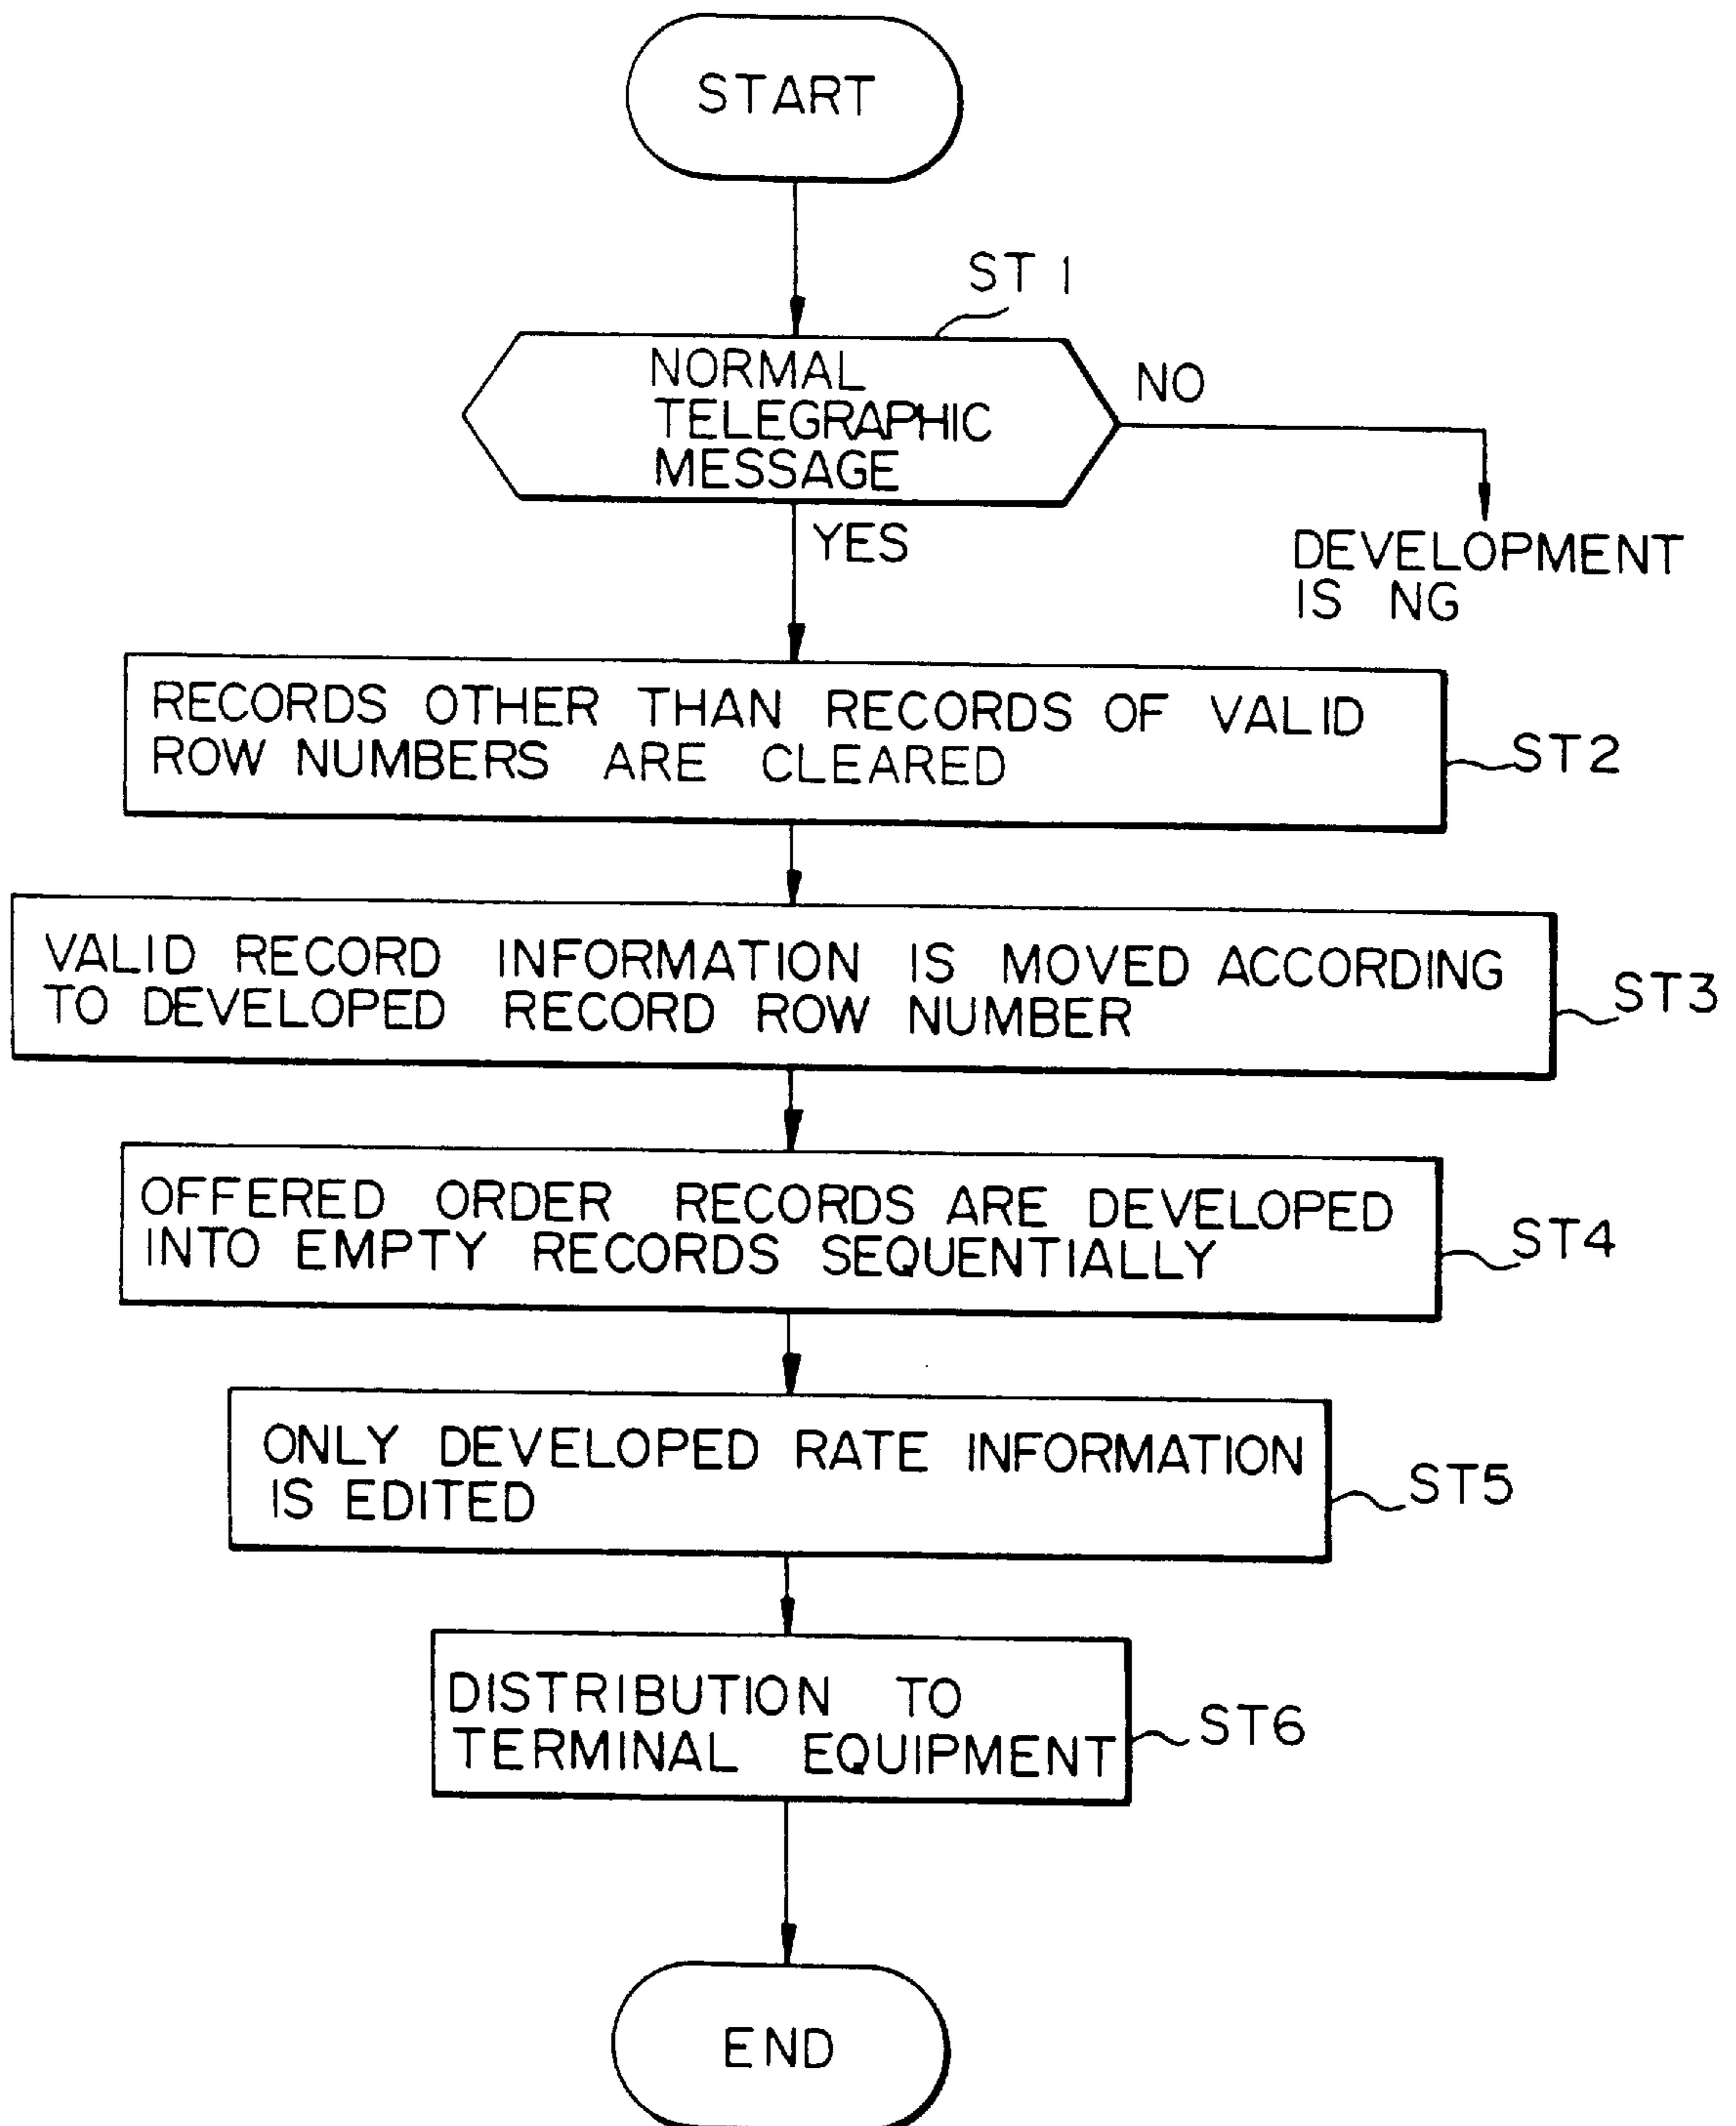 START
ST 1
NORMAL
TELEGRAPHIC
MESSAGE
NO
YES
DEVELOPMENT
IS NG
RECORDS OTHER THAN RECORDS OF VALID
ROW NUMBERS ARE CLEARED
ST2
VALID RECORD INFORMATION IS MOVED ACCORDING
TO DEVELOPED RECORD ROW NUMBER
ST3
OFFERED ORDER RECORDS ARE DEVELOPED
INTO EMPTY RECORDS SEQUENTIALLY
ST4
ONLY DEVELOPED RATE INFORMATION
IS EDITED
ST5
DISTRIBUTION TO
TERMINAL EQUIPMENT
ST6
END